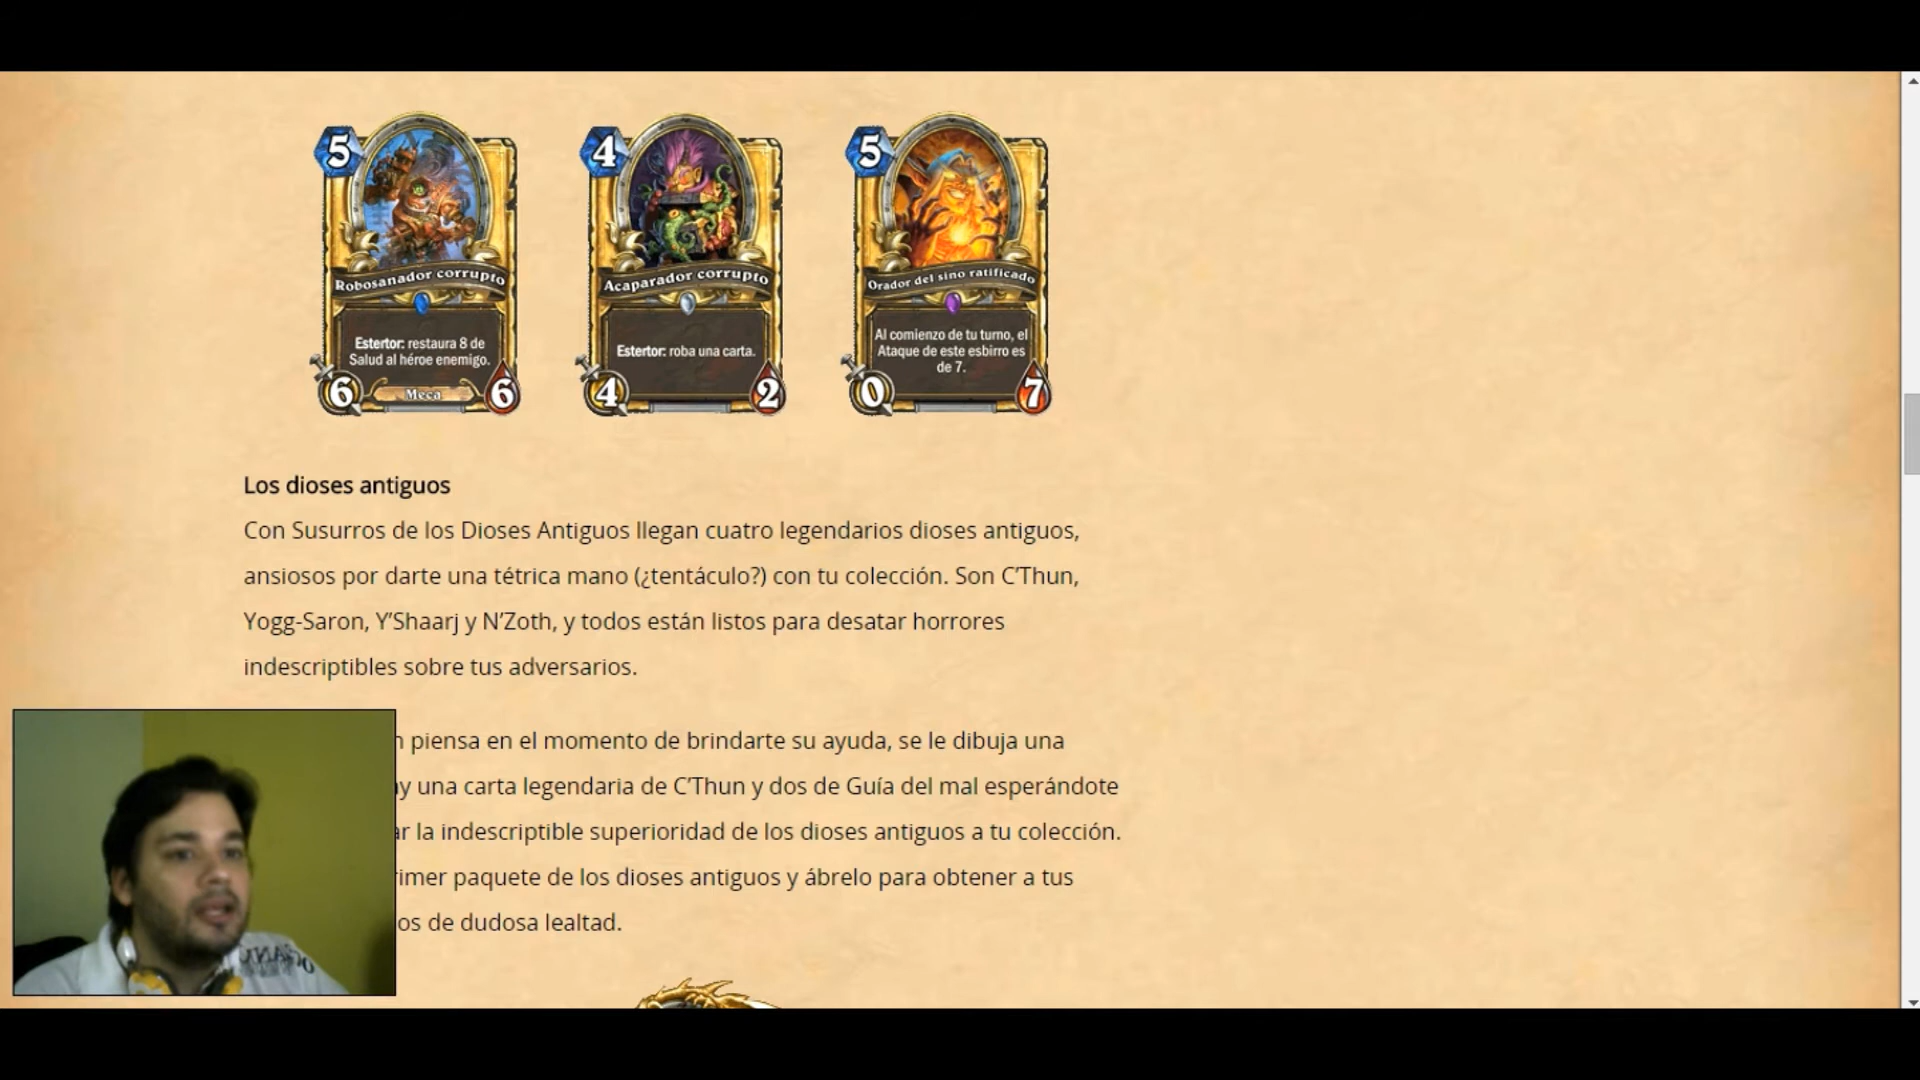 5
Robosanador corrupto
Estertor: restaura 8 de
Salud al héroe enemigo.
6
Meca
6
4
Acaparador corrupto
Estertor: roba una carta.
4
2
5
Orador del sino ratificado
Al comienzo de tu turno, el
Ataque de este esbirro es
de 7.
0
7
Los dioses antiguos
Con Susurros de los Dioses Antiguos llegan cuatro legendarios dioses antiguos,
ansiosos por darte una tétrica mano (¿tentáculo?) con tu colección. Son C'Thun,
Yogg-Saron, Y'Shaarj y N'Zoth, y todos están listos para desatar horrores
indescriptibles sobre tus adversarios.
piensa en el momento de brindarte su ayuda, se le dibuja una
una carta legendaria de C'Thun y dos de Guía del mal esperándote
la indescriptible superioridad de los dioses antiguos a tu colección.
paquete de los dioses antiguos y ábrelo para obtener a tus
de dudosa lealtad.